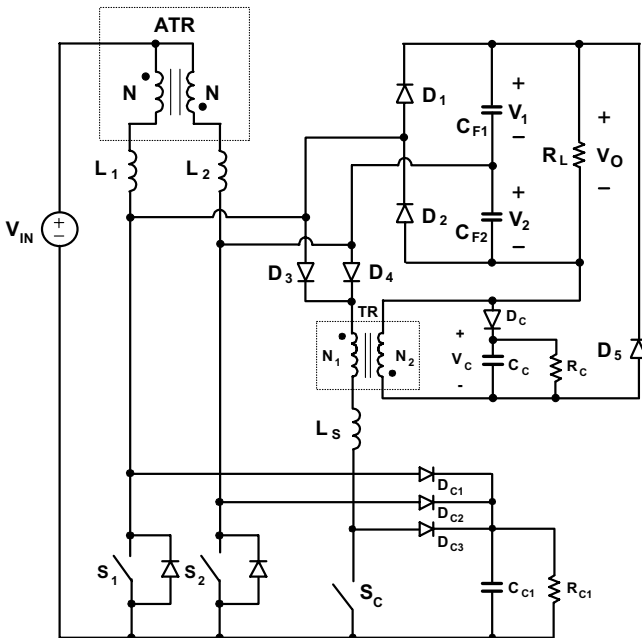 ATR
N N
D1
CF1
+
V1
−
L1 L2
RL
+
VO
−
VIN
+
−
D2
CF2
+
V2
−
D3 D4
TR
N1 N2
DC
+
VC
-
CC
RC
D5
LS
DC1
DC2
DC3
S1 S2 SC
CC1
RC1